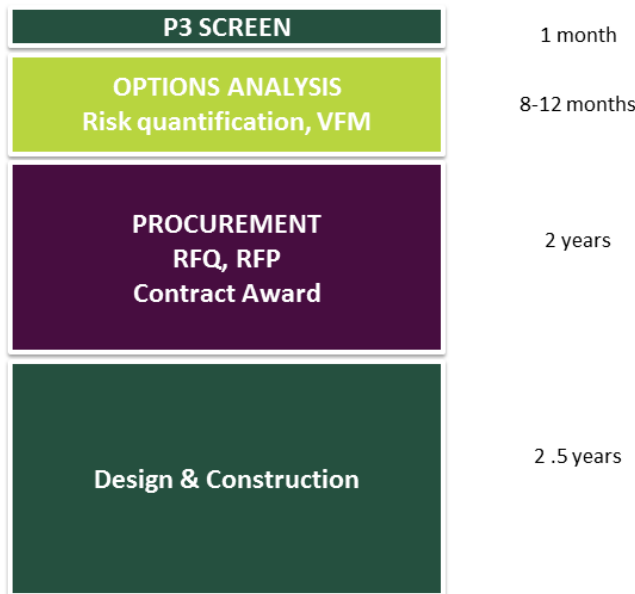 P3 SCREEN
1 month
OPTIONS ANALYSIS
Risk quantification, VFM
8-12 months
PROCUREMENT
RFQ, RFP
Contract Award
2 years
Design & Construction
2 .5 years